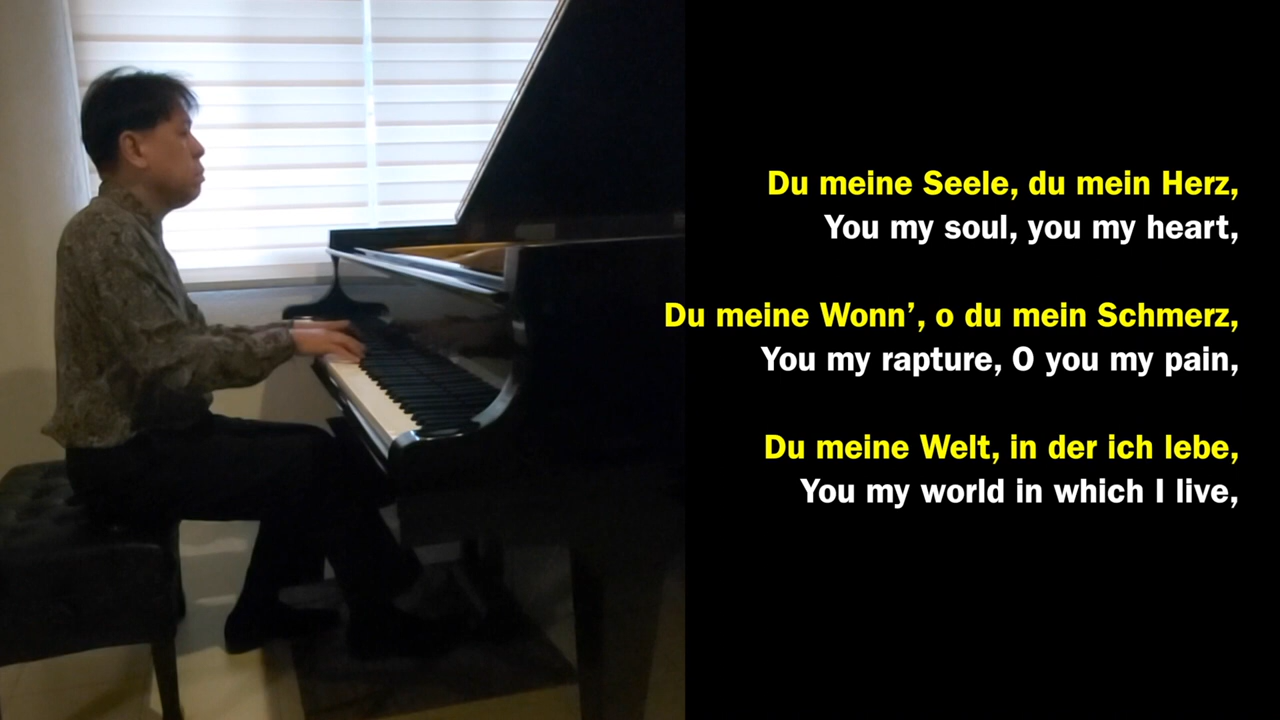 Du meine Seele, du mein Herz,
You my soul, you my heart,
Du meine Wonn’, o du mein Schmerz,
You my rapture, O you my pain,
Du meine Welt, in der ich lebe,
You my world in which I live,